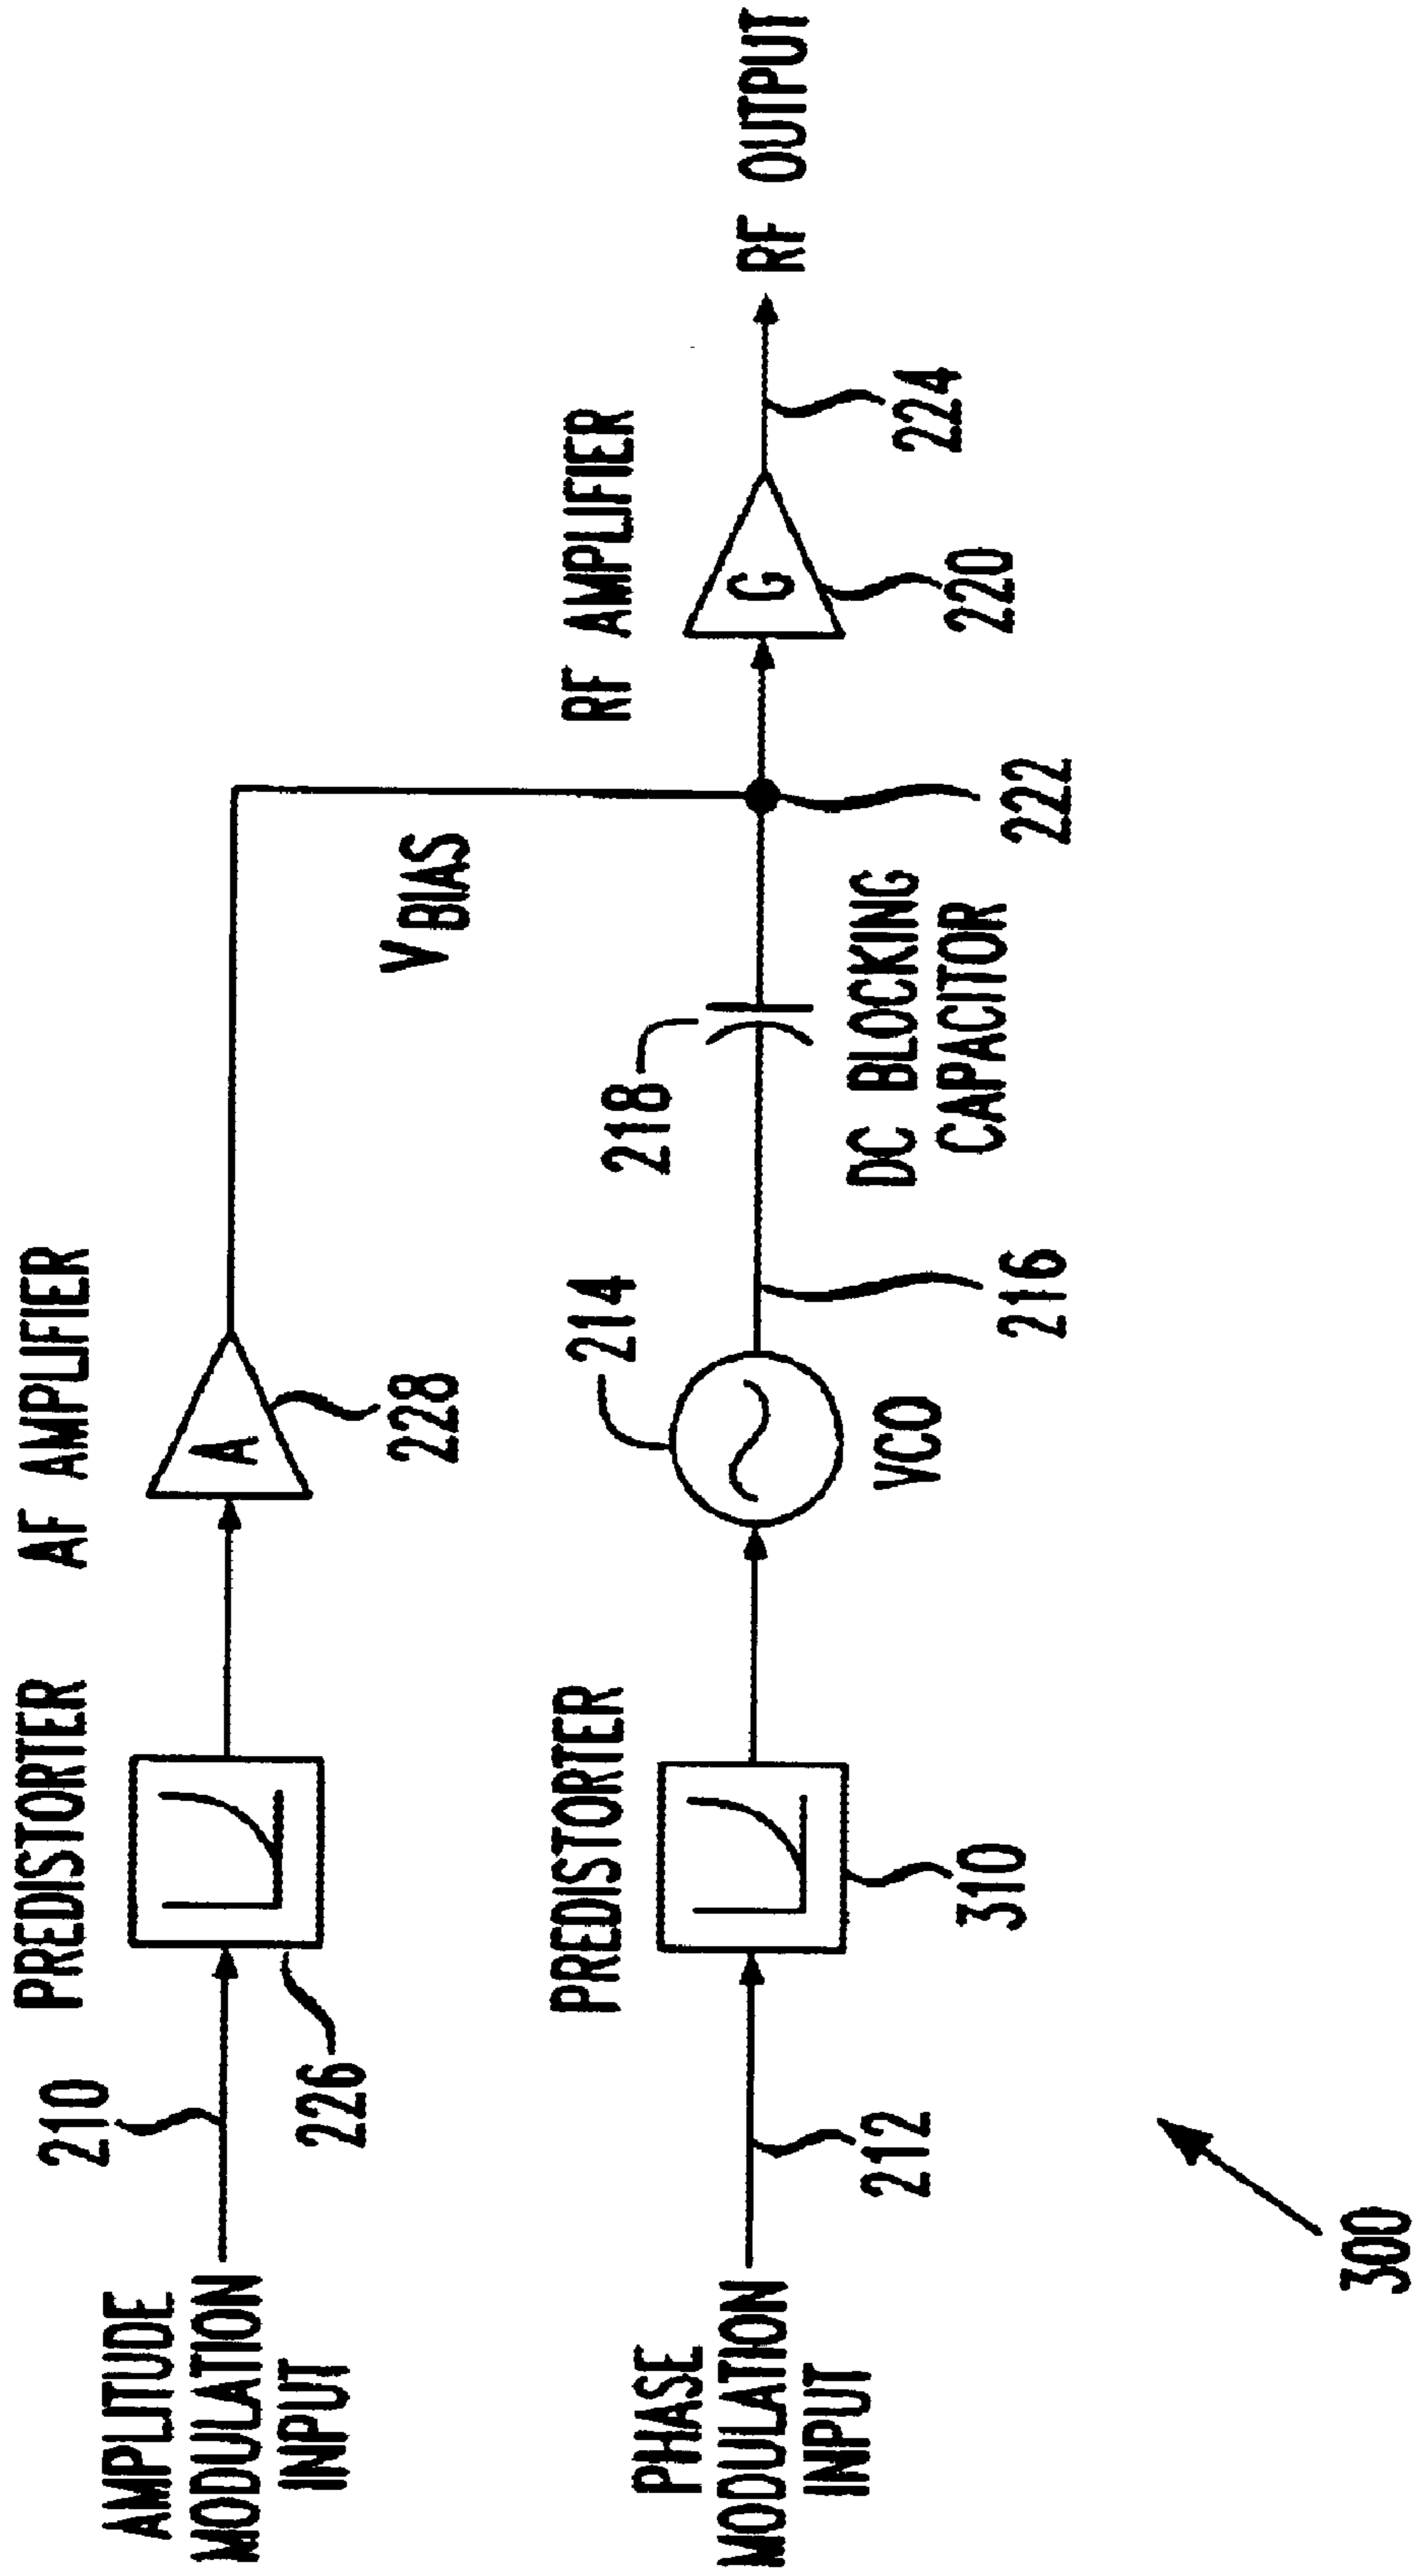 PREDISTORTER
AF AMPLIFIER
210
AMPLITUDE
MODULATION
INPUT
226
A
228
V BIAS
RF AMPLIFIER
PREDISTORTER
214
218
PHASE
MODULATION
INPUT
212
310
VCO
216
DC BLOCKING
CAPACITOR
222
G
220
224
RF OUTPUT
300